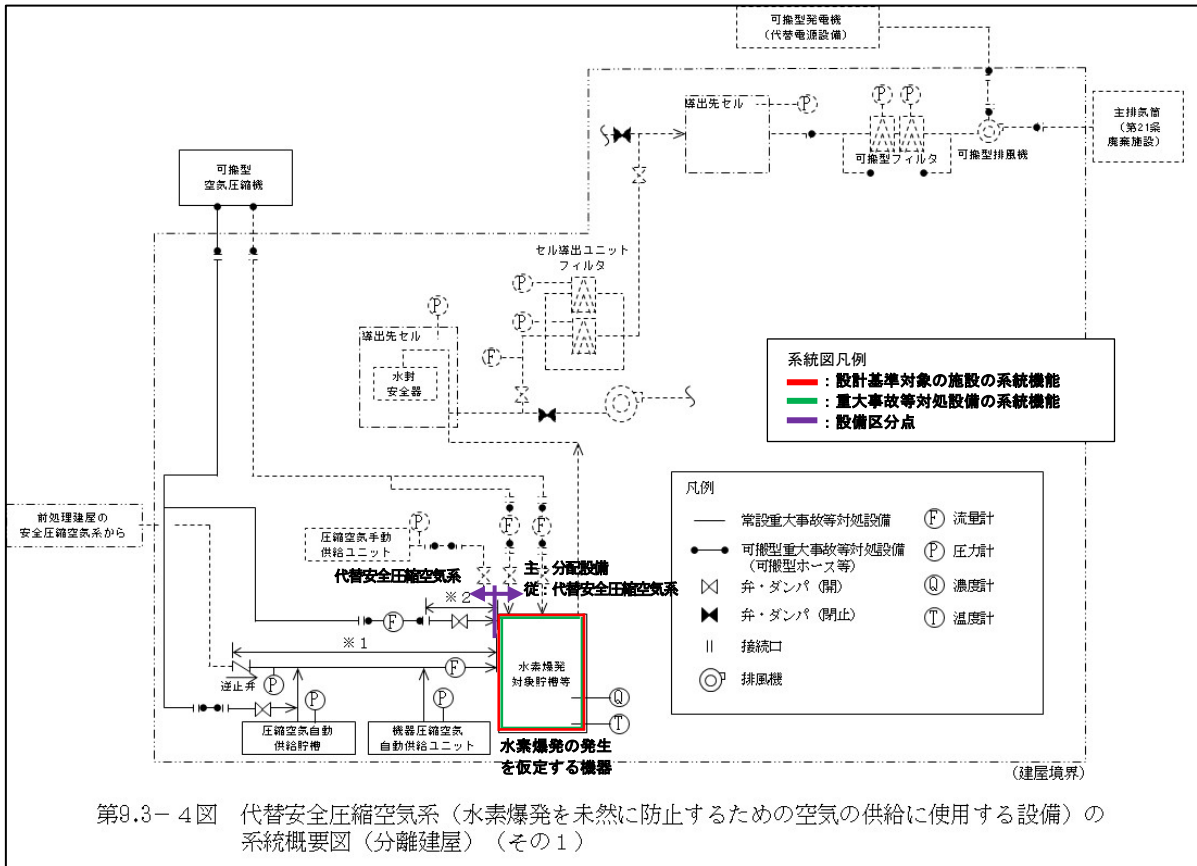 可搬型発電機
(代替電源設備)
導出先セル
P
P
P
主排気筒
(第21条
廃棄施設)
可搬型フィルタ
可搬型排風機
可搬型
空気圧縮機
セル導出ユニット
フィルタ
P
P
P
F
導出先セル
水封
安全器
系統図凡例
:設計基準対象の施設の系統機能
:重大事故等対処設備の系統機能
:設備区分点
凡例
常設重大事故等対処設備
可搬型重大事故等対処設備
(可搬型ホース等)
弁・ダンパ(開)
弁・ダンパ(閉止)
接続口
排風機
F 流量計
P 圧力計
Q 濃度計
T 温度計
前処理建屋の
安全圧縮空気系から
圧縮空気手動
供給ユニット
P
F
F
代替安全圧縮空気系
主:分配設備
従:代替安全圧縮空気系
※2
F
※1
逆止弁
P
F
P
P
圧縮空気自動
供給貯槽
機器圧縮空気
自動供給ユニット
水素爆発
対象貯槽等
Q
T
水素爆発の発生
を仮定する機器
(建屋境界)
第9.3-4図 代替安全圧縮空気系(水素爆発を未然に防止するための空気の供給に使用する設備)の
系統概要図(分離建屋)(その1)